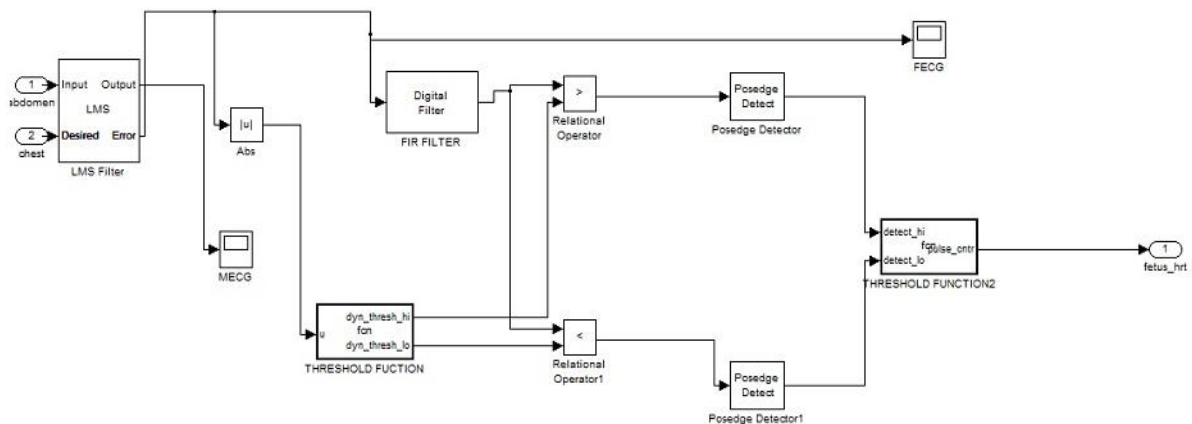 FECG
1
abdomen
2
chest
Input
Output
LMS
Desired
Error
LMS Filter
|u|
Abs
MECG
Digital
Filter
FIR FILTER
>
Relational
Operator
Posedge
Detect
Posedge Detector
u
dyn_thresh_hi
fcn
dyn_thresh_lo
THRESHOLD FUCTION
<
Relational
Operator1
Posedge
Detect
Posedge Detector1
detect_hi
fcn
pulse_cntr
detect_lo
THRESHOLD FUNCTION2
1
fetus_hrt